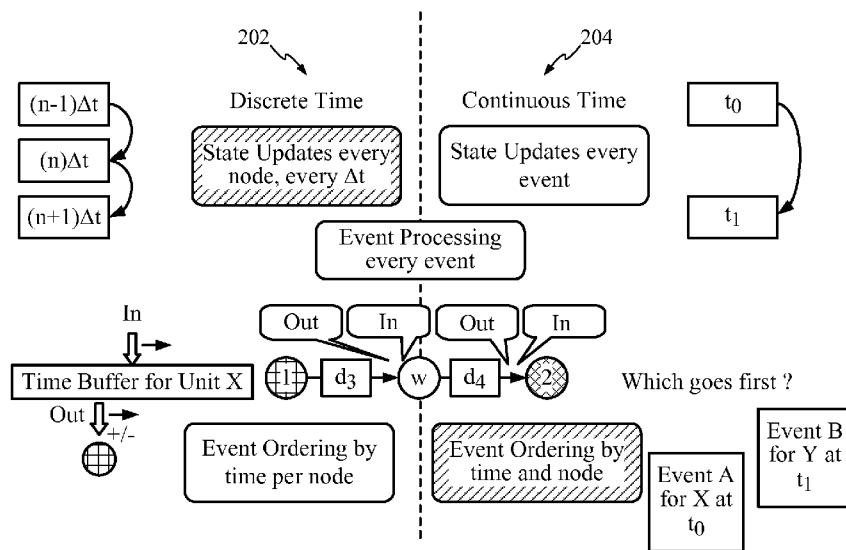 202
204
Discrete Time
Continuous Time
(n-1)Δt
(n)Δt
(n+1)Δt
State Updates every
node, every Δt
State Updates every
event
t0
t1
Event Processing
every event
In
Time Buffer for Unit X
Out
+/-
Out
In
Out
In
1
d3
w
d4
2
Which goes first ?
Event Ordering by
time per node
Event Ordering by
time and node
Event A
for X at
t0
Event B
for Y at
t1